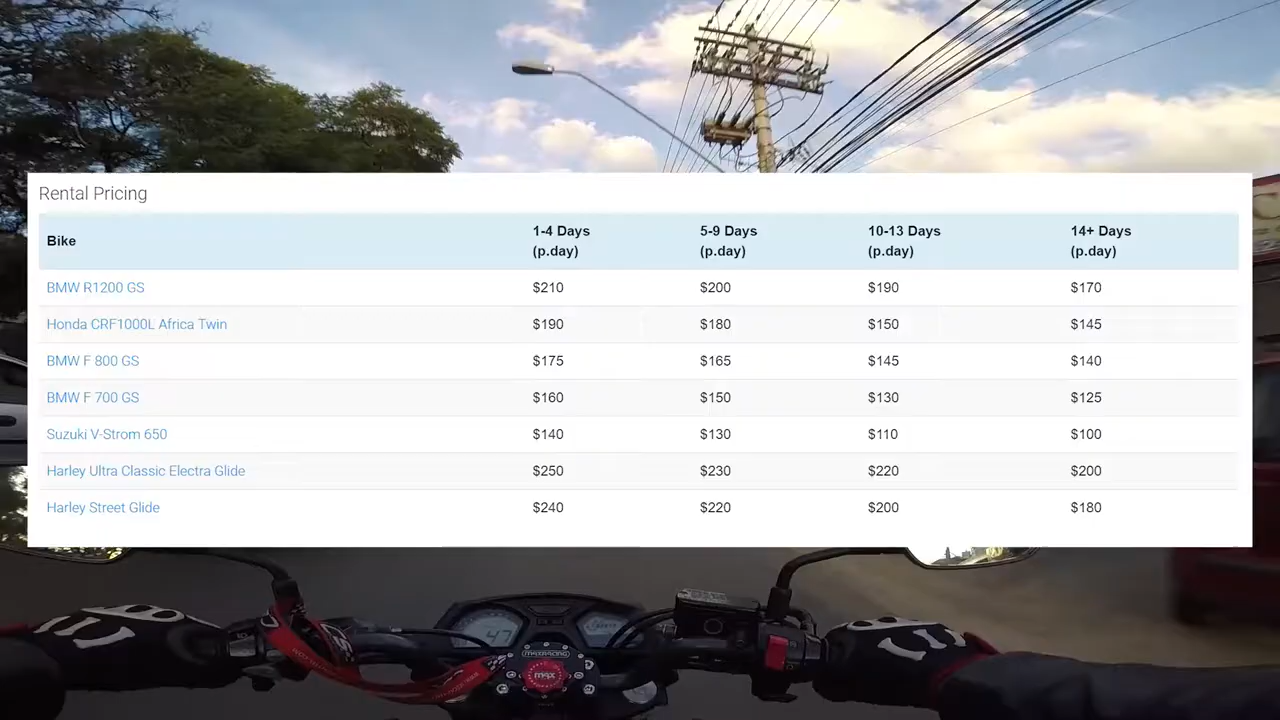 Rental Pricing
Bike 1-4 Days (p.day) 5-9 Days (p.day) 10-13 Days (p.day) 14+ Days (p.day)
BMW R1200 GS $210 $200 $190 $170
Honda CRF1000L Africa Twin $190 $180 $150 $145
BMW F 800 GS $175 $165 $145 $140
BMW F 700 GS $160 $150 $130 $125
Suzuki V-Strom 650 $140 $130 $110 $100
Harley Ultra Classic Electra Glide $250 $230 $220 $200
Harley Street Glide $240 $220 $200 $180
47
MAXRACING
max